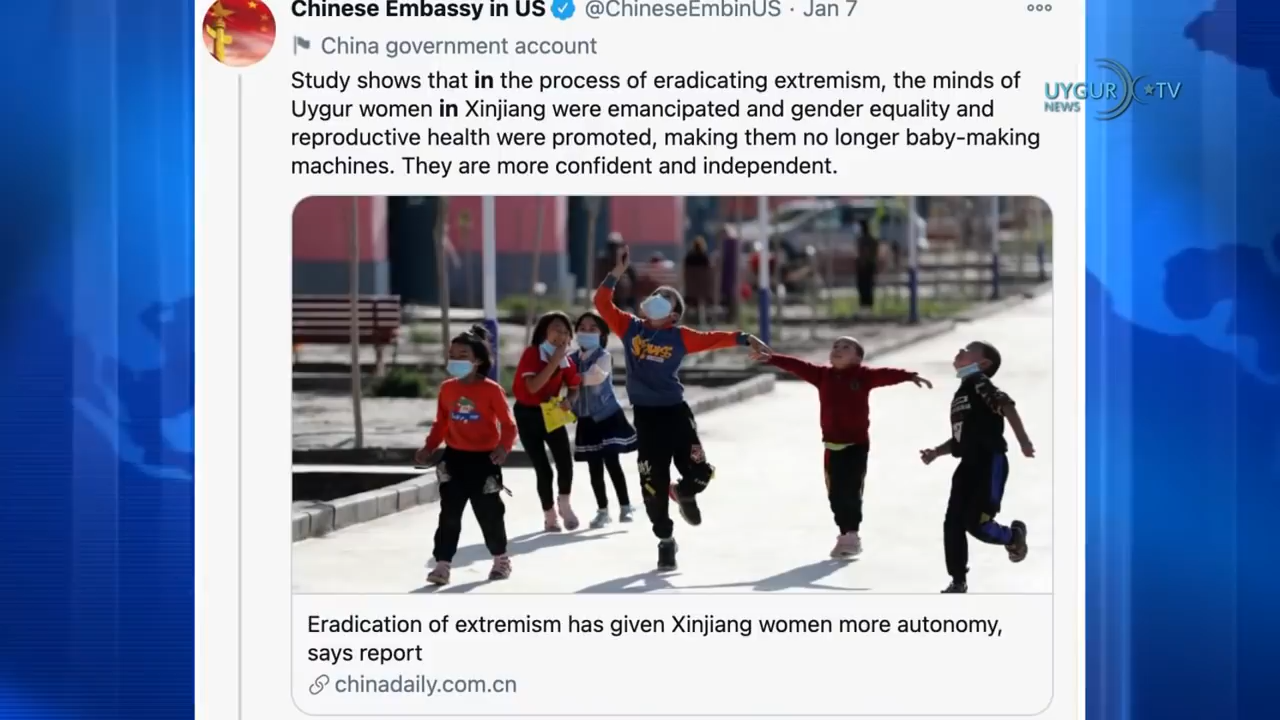 Chinese Embassy in US @ChineseEmbinUS · Jan 7
China government account
Study shows that in the process of eradicating extremism, the minds of
Uygur women in Xinjiang were emancipated and gender equality and
reproductive health were promoted, making them no longer baby-making
machines. They are more confident and independent.
UYGUR TV
NEWS
Eradication of extremism has given Xinjiang women more autonomy,
says report
chinadaily.com.cn